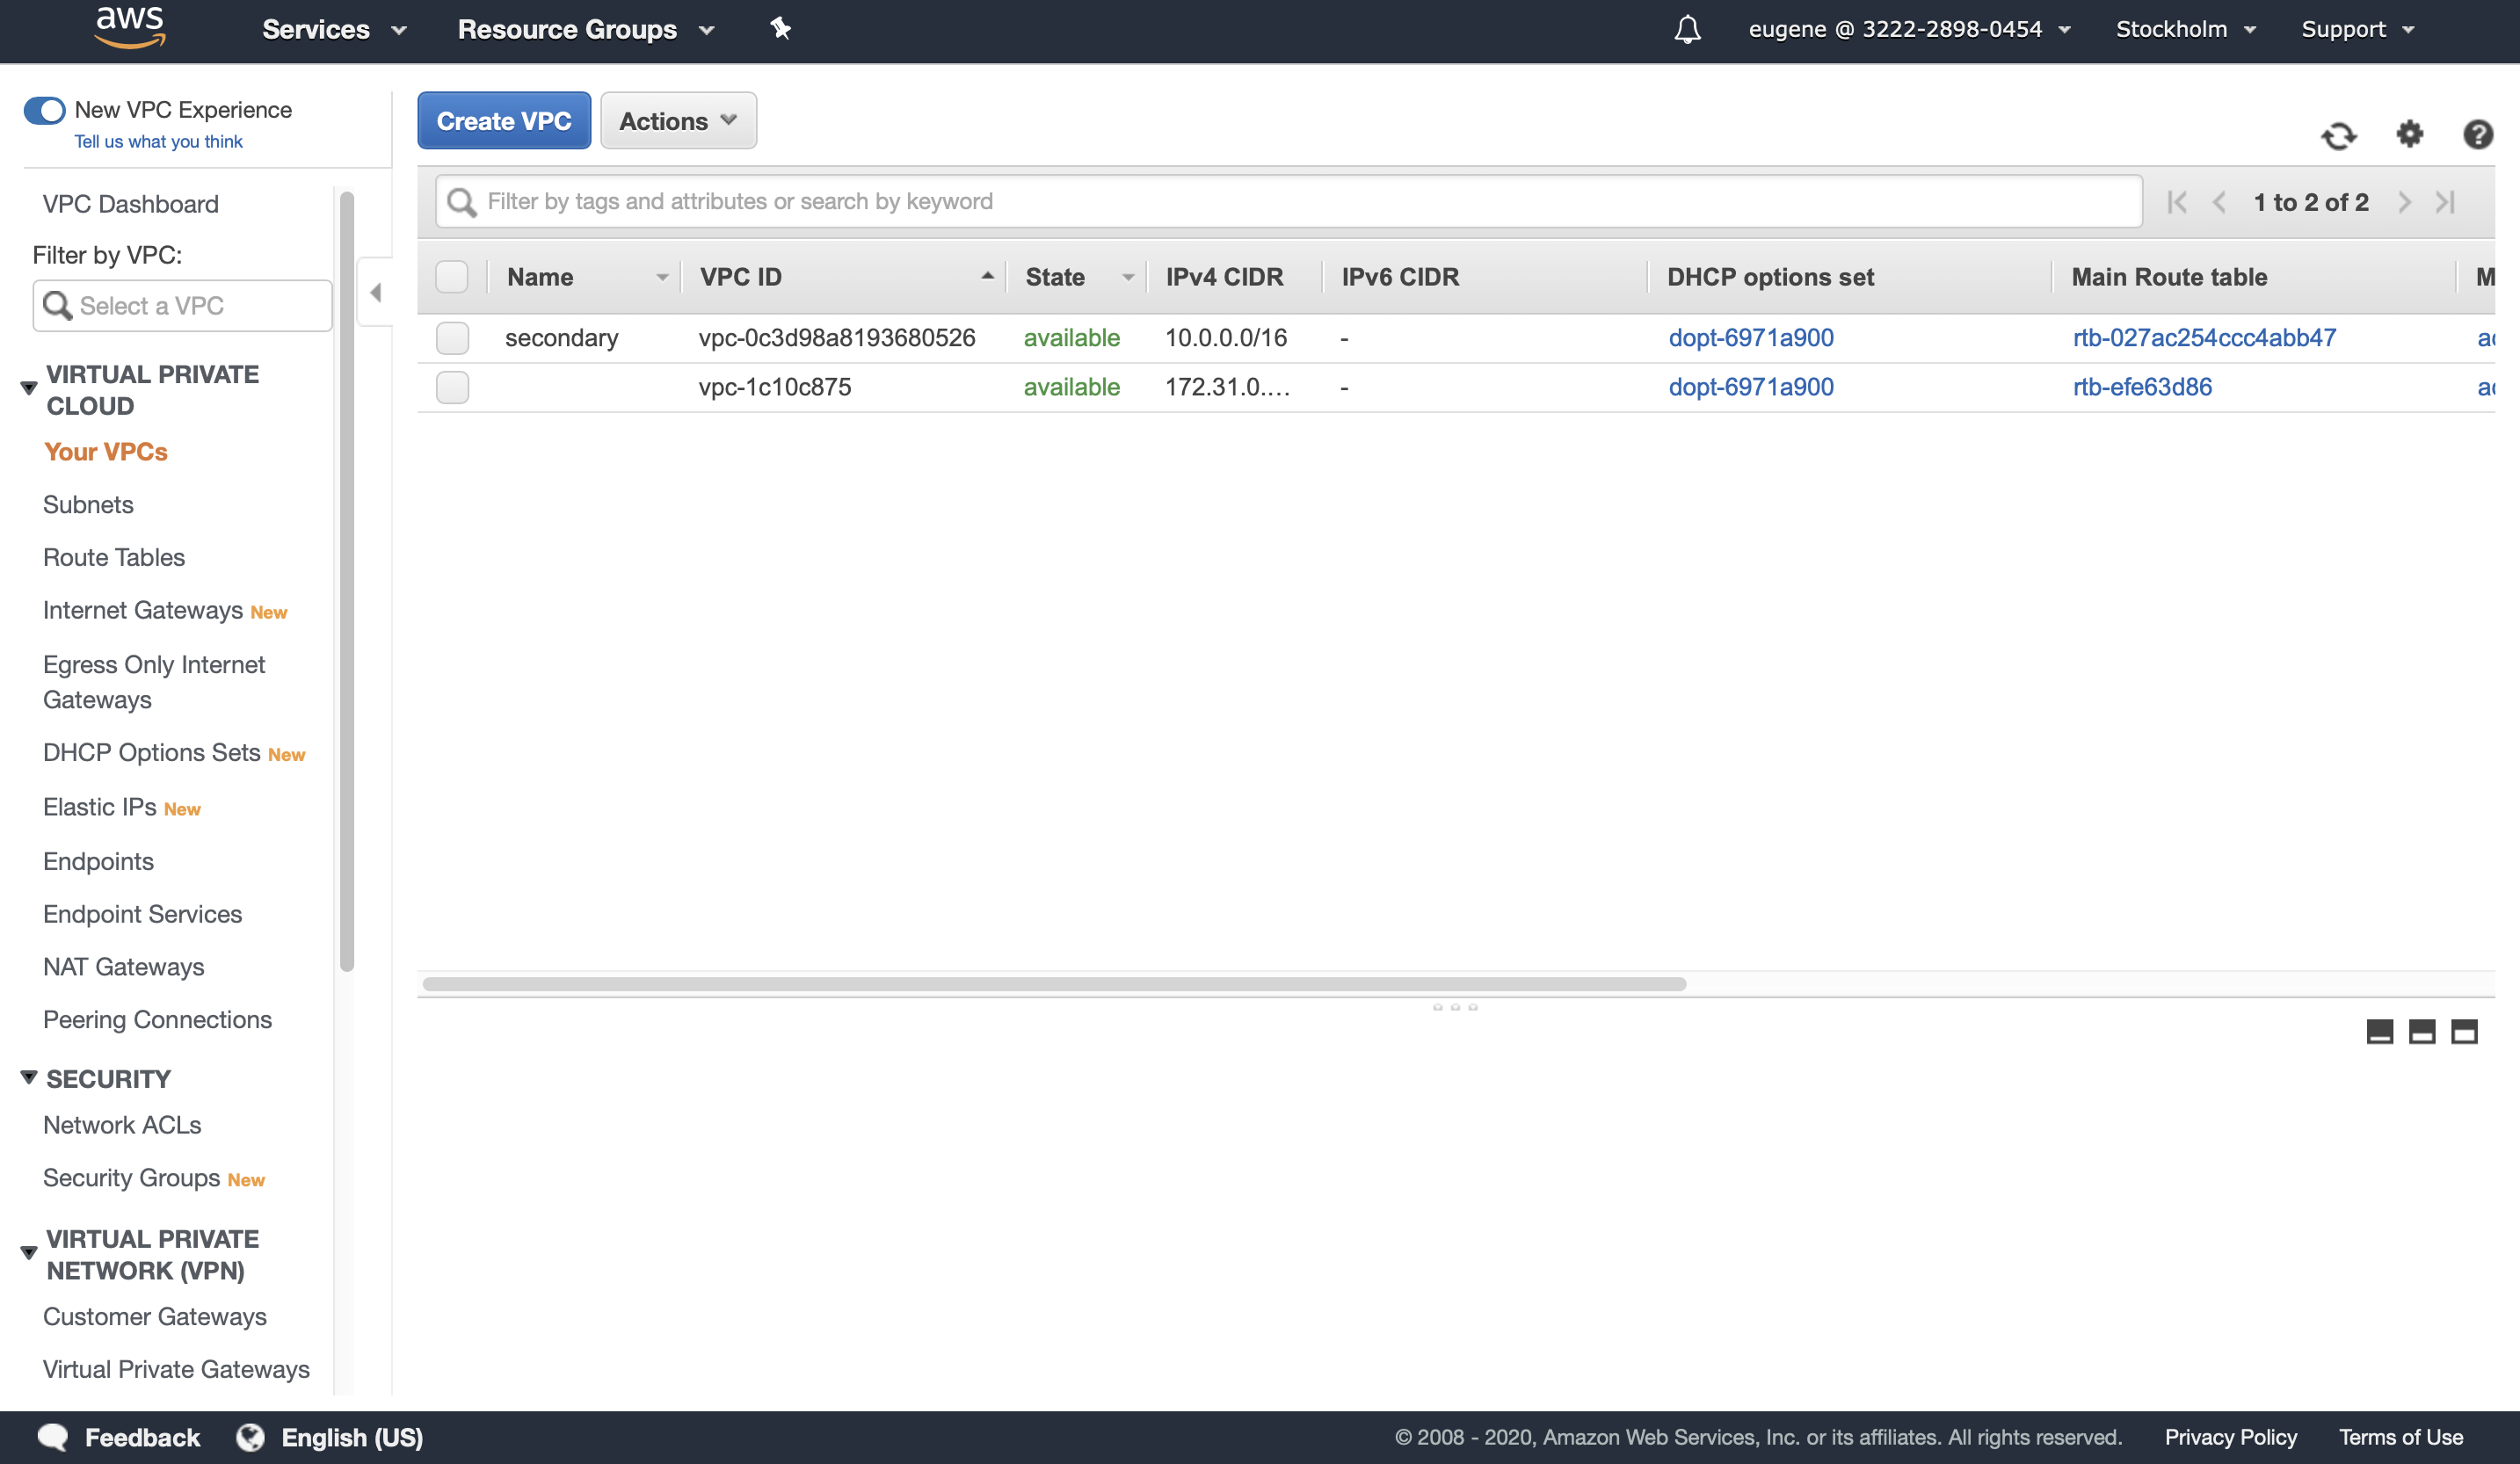 aws Services Resource Groups eugene @ 3222-2898-0454 Stockholm Support
New VPC Experience
Tell us what you think
VPC Dashboard
Filter by VPC:
Select a VPC
VIRTUAL PRIVATE
CLOUD
Your VPCs
Subnets
Route Tables
Internet Gateways New
Egress Only Internet
Gateways
DHCP Options Sets New
Elastic IPs New
Endpoints
Endpoint Services
NAT Gateways
Peering Connections
SECURITY
Network ACLs
Security Groups New
VIRTUAL PRIVATE
NETWORK (VPN)
Customer Gateways
Virtual Private Gateways
Create VPC Actions
Filter by tags and attributes or search by keyword 1 to 2 of 2
Name VPC ID State IPv4 CIDR IPv6 CIDR DHCP options set Main Route table
secondary vpc-0c3d98a8193680526 available 10.0.0.0/16 - dopt-6971a900 rtb-027ac254ccc4abb47
vpc-1c10c875 available 172.31.0.... - dopt-6971a900 rtb-efe63d86
Feedback English (US) © 2008 - 2020, Amazon Web Services, Inc. or its affiliates. All rights reserved. Privacy Policy Terms of Use